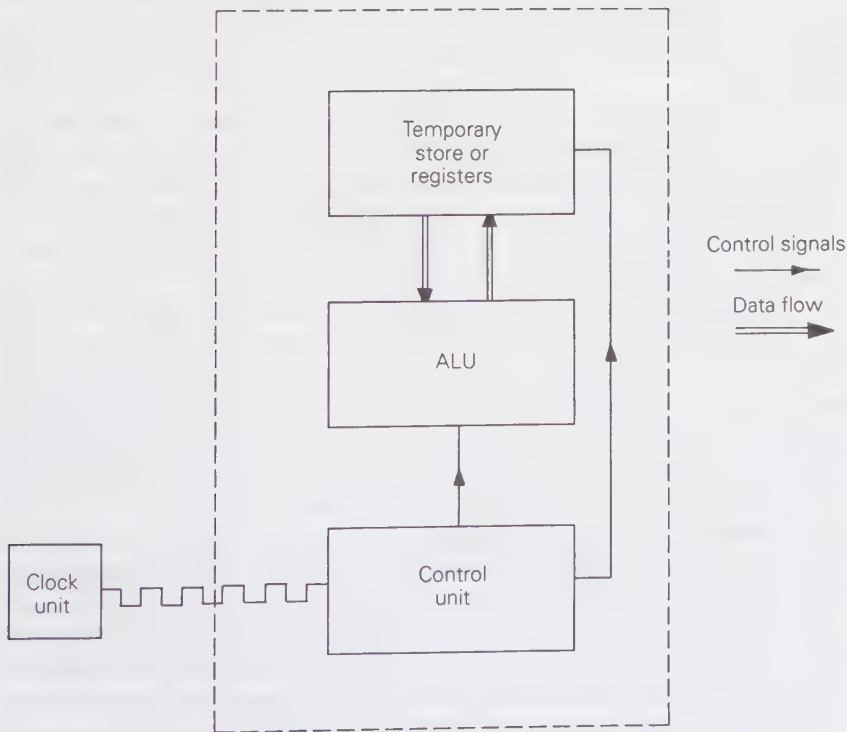 Temporary
store or
registers
Control signals
Data flow
ALU
Clock
unit
Control
unit